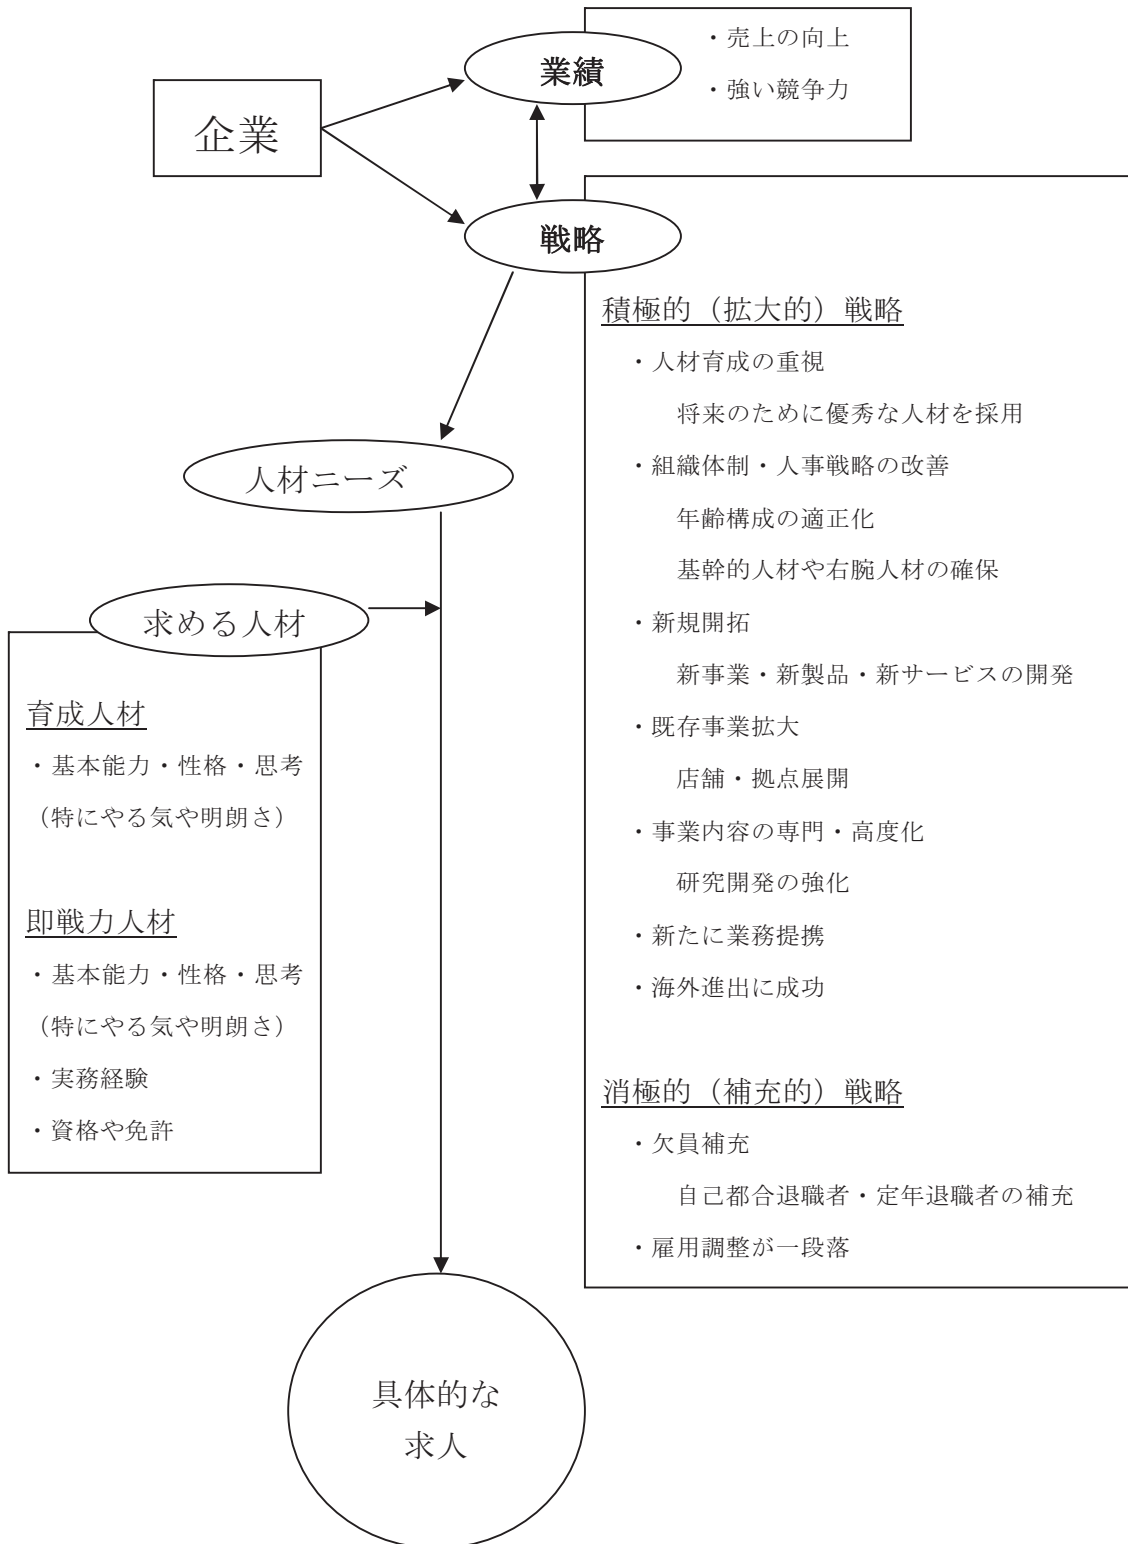 ・売上の向上
業績
・強い競争力
企業
戦略
積極的（拡大的）戦略
・人材育成の重視
将来のために優秀な人材を採用
・組織体制・人事戦略の改善
年齢構成の適正化
基幹的人材や右腕人材の確保
・新規開拓
新事業・新製品・新サービスの開発
・既存事業拡大
店舗・拠点展開
・事業内容の専門・高度化
研究開発の強化
・新たに業務提携
・海外進出に成功
消極的（補充的）戦略
・欠員補充
自己都合退職者・定年退職者の補充
・雇用調整が一段落
人材ニーズ
求める人材
育成人材
・基本能力・性格・思考
（特にやる気や明朗さ）
即戦力人材
・基本能力・性格・思考
（特にやる気や明朗さ）
・実務経験
・資格や免許
具体的な
求人